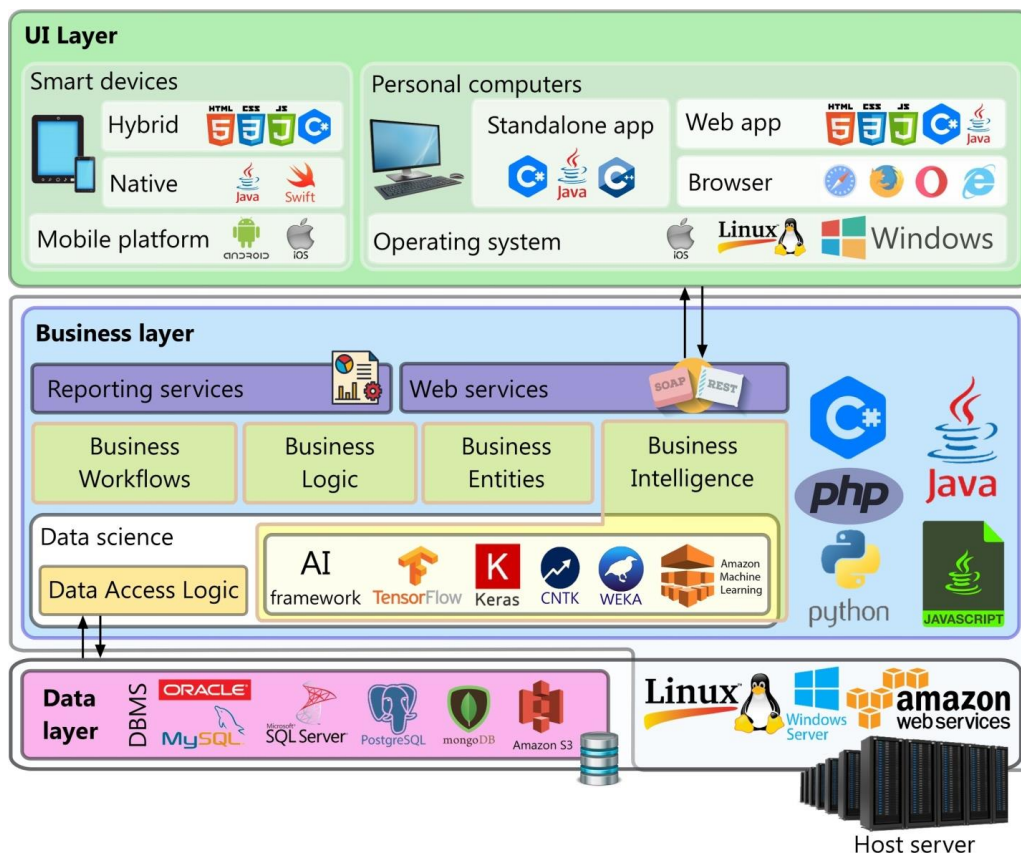 UI Layer
Smart devices
Hybrid
HTML CSS JS
5 3 J C#
Native
Java
Swift
Mobile platform
ANDROID
iOS
Personal computers
Standalone app
C# Java C++
Web app
HTML CSS JS
5 3 J C# Java
Browser
Operating system
iOS
Linux
Windows
Business layer
Reporting services
Web services
SOAP
REST
Business
Workflows
Business
Logic
Business
Entities
Business
Intelligence
C#
Java
php
python
JAVASCRIPT
Data science
Data Access Logic
AI
framework
TensorFlow
K
Keras
CNTK
WEKA
Amazon
Machine
Learning
Data
layer
DBMS
ORACLE
MySQL
Microsoft
SQL Server
PostgreSQL
mongoDB
Amazon S3
Linux
Windows
Server
amazon
web services
Host server